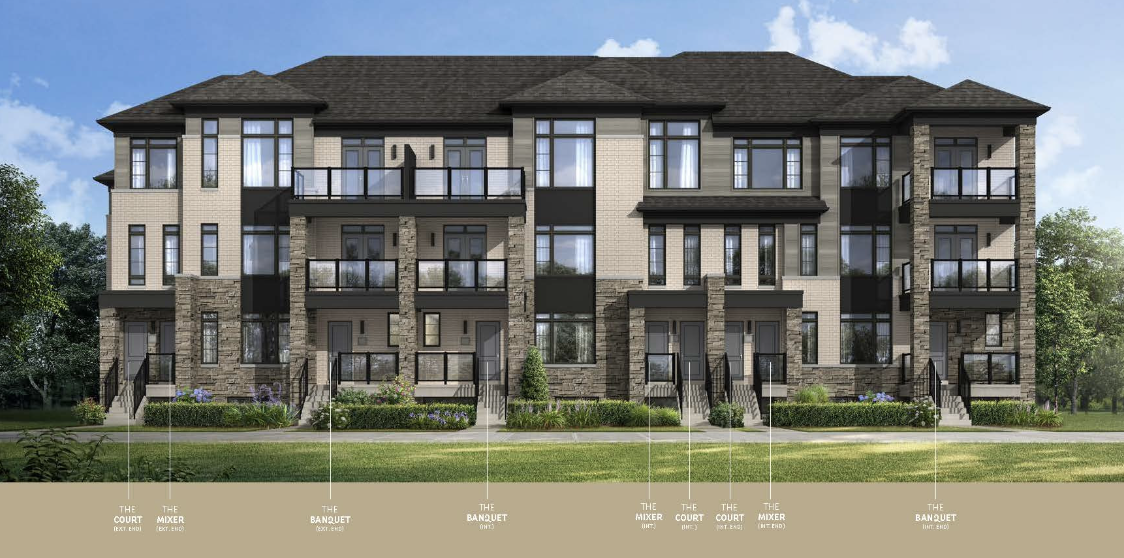 THE
COURT
(EXT. END)
THE
MIXER
(EXT. END)
THE
BANQUET
(EXT. END)
THE
BANQUET
(INT.)
THE
MIXER
(INT.)
THE
COURT
(INT.)
THE
COURT
(INT. END)
THE
MIXER
(INT. END)
THE
BANQUET
(INT. END)